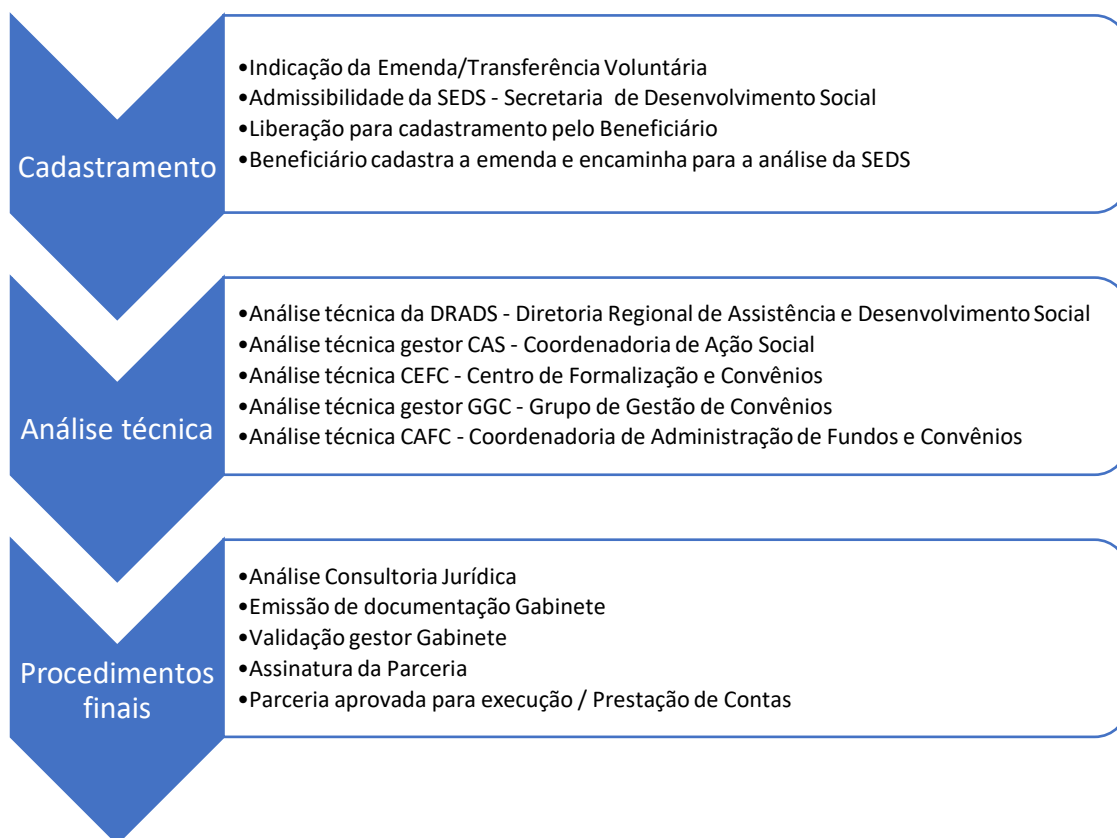 Cadastramento
•Indicação da Emenda/Transferência Voluntária
•Admissibilidade da SEDS - Secretaria de Desenvolvimento Social
•Liberação para cadastramento pelo Beneficiário
•Beneficiário cadastra a emenda e encaminha para a análise da SEDS
Análise técnica
•Análise técnica da DRADS - Diretoria Regional de Assistência e Desenvolvimento Social
•Análise técnica gestor CAS - Coordenadoria de Ação Social
•Análise técnica CEFC - Centro de Formalização e Convênios
•Análise técnica gestor GGC - Grupo de Gestão de Convênios
•Análise técnica CAFC - Coordenadoria de Administração de Fundos e Convênios
Procedimentos
finais
•Análise Consultoria Jurídica
•Emissão de documentação Gabinete
•Validação gestor Gabinete
•Assinatura da Parceria
•Parceria aprovada para execução / Prestação de Contas